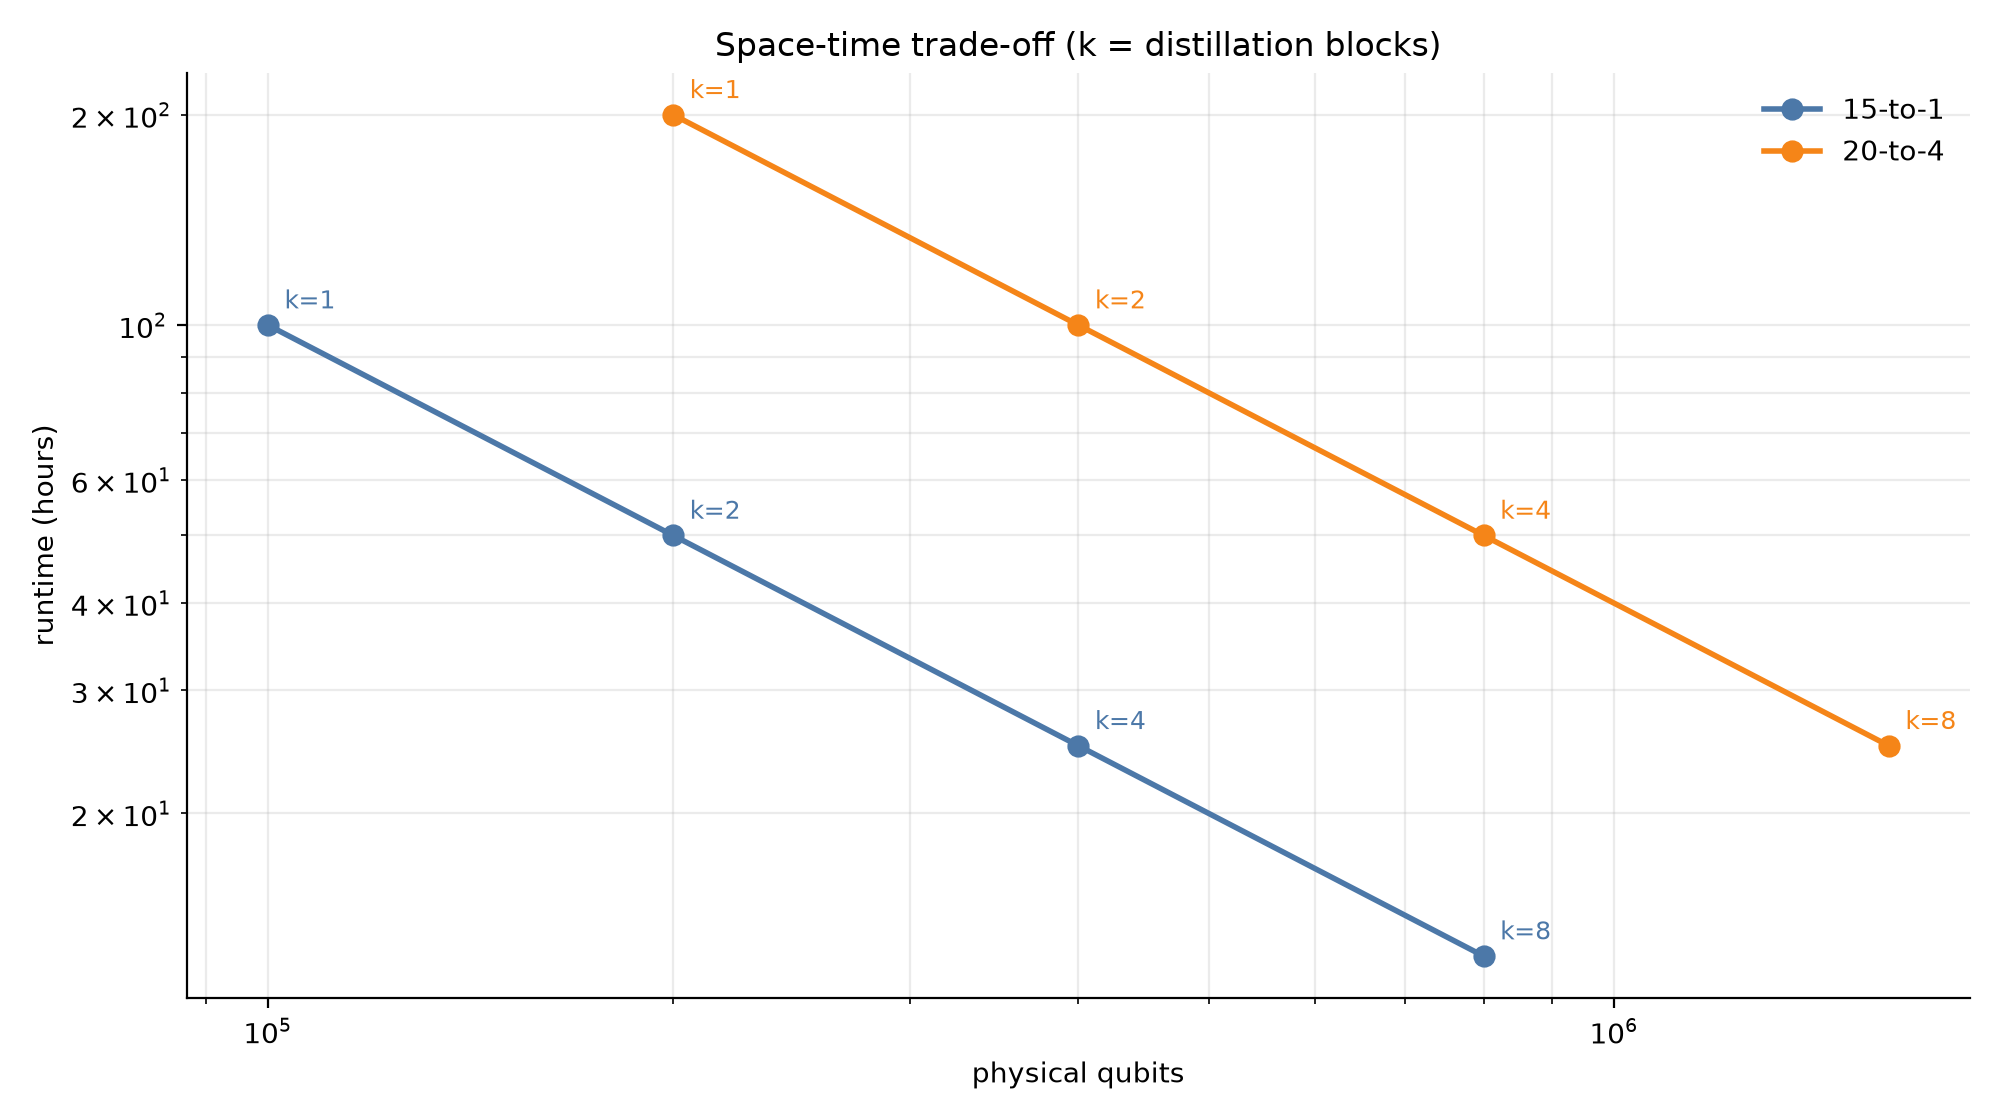 Space-time trade-off (k = distillation blocks)
15-to-1
20-to-4
k=1
k=2
k=4
k=8
k=1
k=2
k=4
k=8
runtime (hours)
2 × 10²
10²
6 × 10¹
4 × 10¹
3 × 10¹
2 × 10¹
10⁵
10⁶
physical qubits